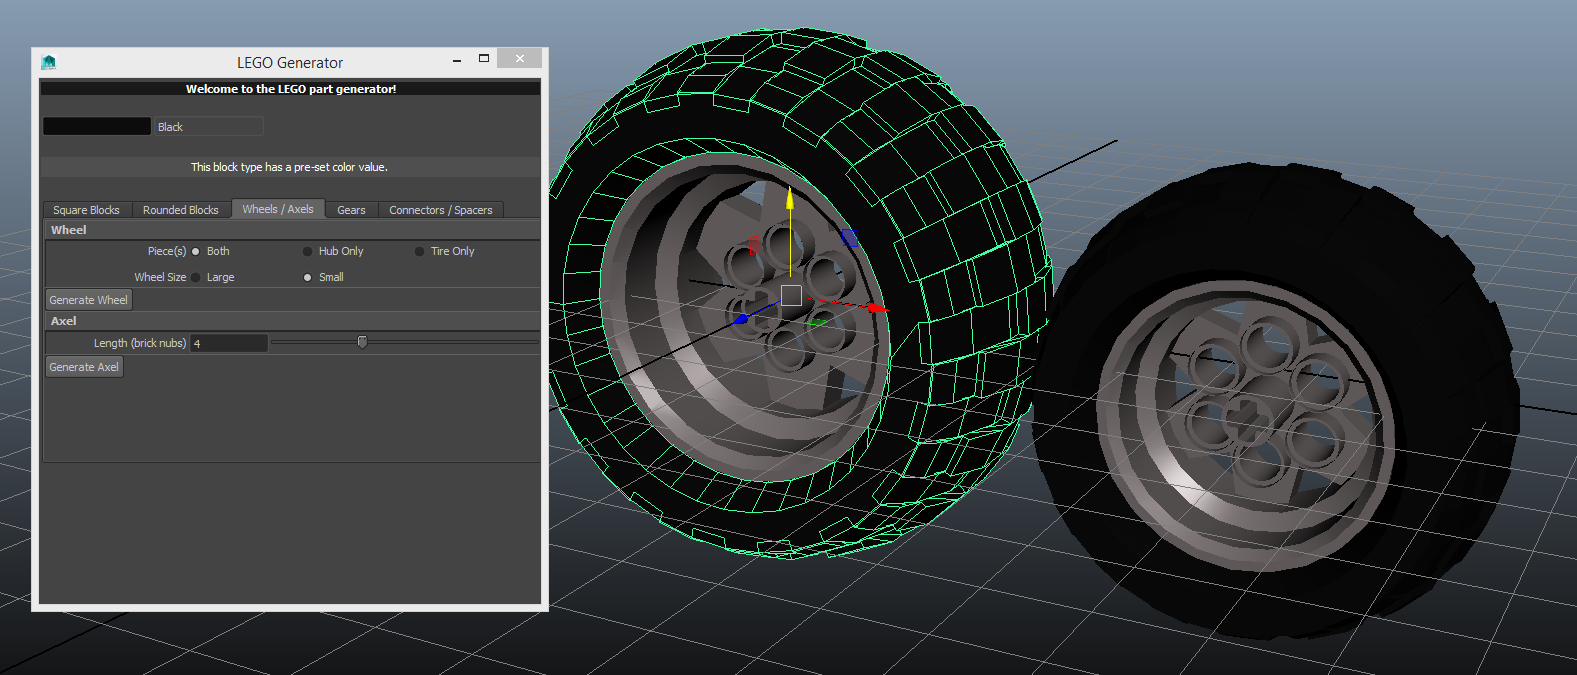 LEGO Generator
Welcome to the LEGO part generator!
Black
This block type has a pre-set color value.
Square Blocks Rounded Blocks Wheels / Axels Gears Connectors / Spacers
Wheel
Piece(s) Both Hub Only Tire Only
Wheel Size Large Small
Generate Wheel
Axel
Length (brick nubs) 4
Generate Axel